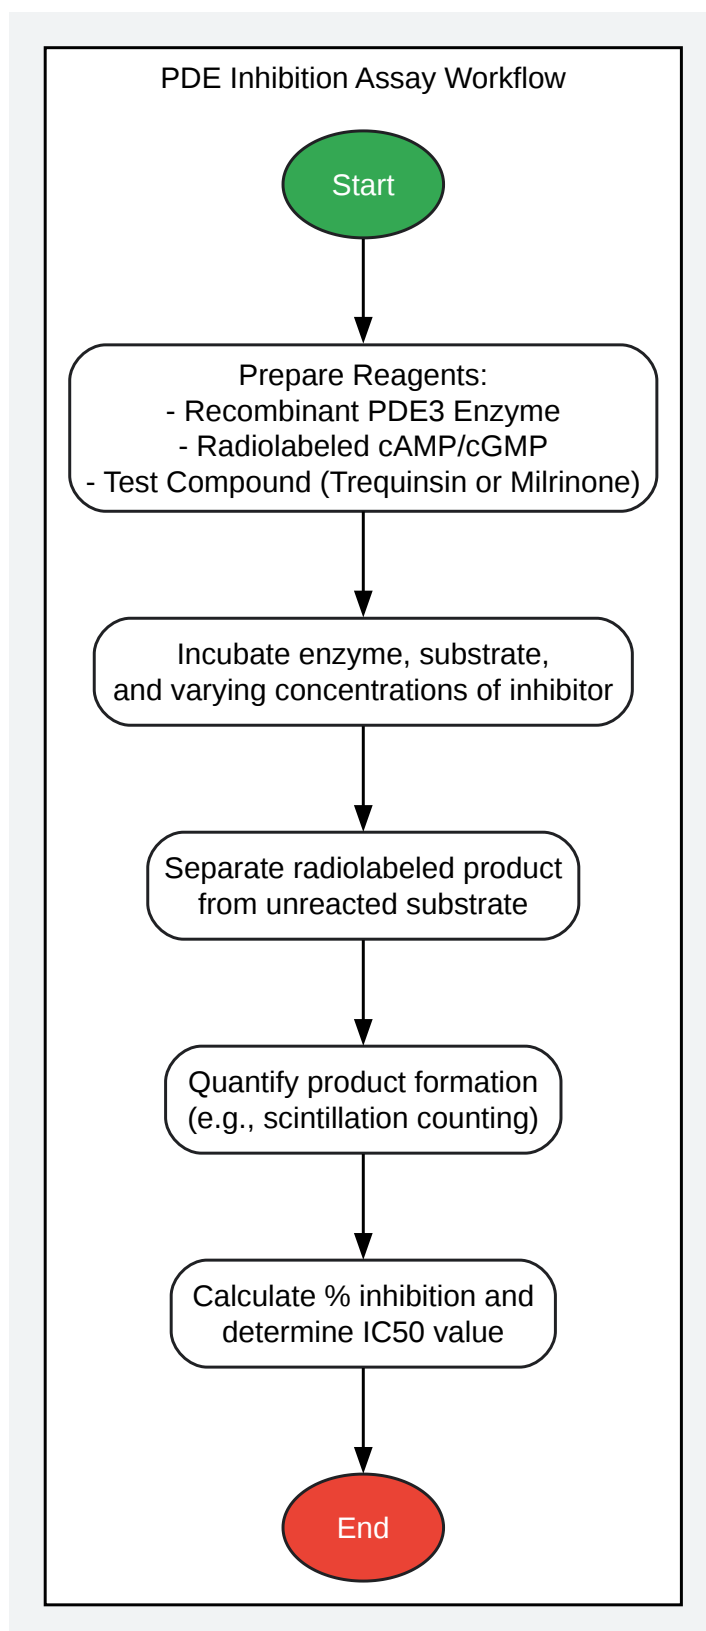 PDE Inhibition Assay Workflow
Start
Prepare Reagents:
- Recombinant PDE3 Enzyme
- Radiolabeled cAMP/cGMP
- Test Compound (Trequinsin or Milrinone)
Incubate enzyme, substrate,
and varying concentrations of inhibitor
Separate radiolabeled product
from unreacted substrate
Quantify product formation
(e.g., scintillation counting)
Calculate % inhibition and
determine IC50 value
End